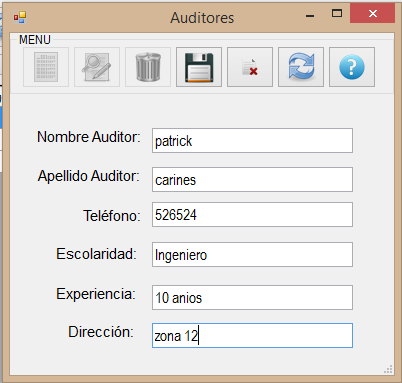 Auditores
MENU
Nombre Auditor: patrick
Apellido Auditor: carines
Teléfono: 526524
Escolaridad: Ingeniero
Experiencia: 10 anios
Dirección: zona 12